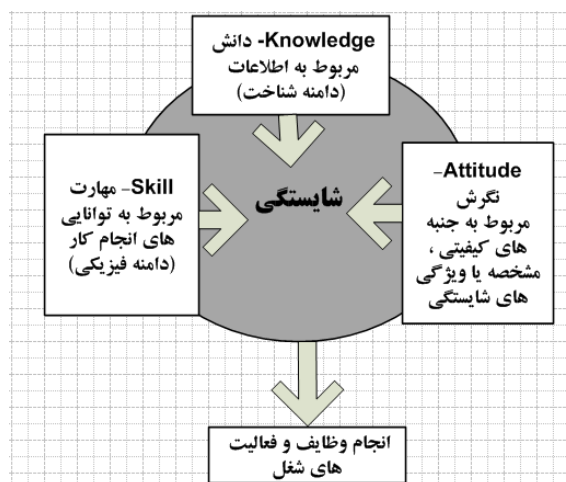 دانش -Knowledge
مربوط به اطلاعات
(دامنه شناخت)
مهارت –Skill
مربوط به توانایی
های انجام کار
(دامنه فیزیکی)
شایستگی
–Attitude
نگرش
مربوط به جنبه
های کیفیتی ،
مشخصه یا ویژگی
های شایستگی
انجام وظایف و فعالیت
های شغل